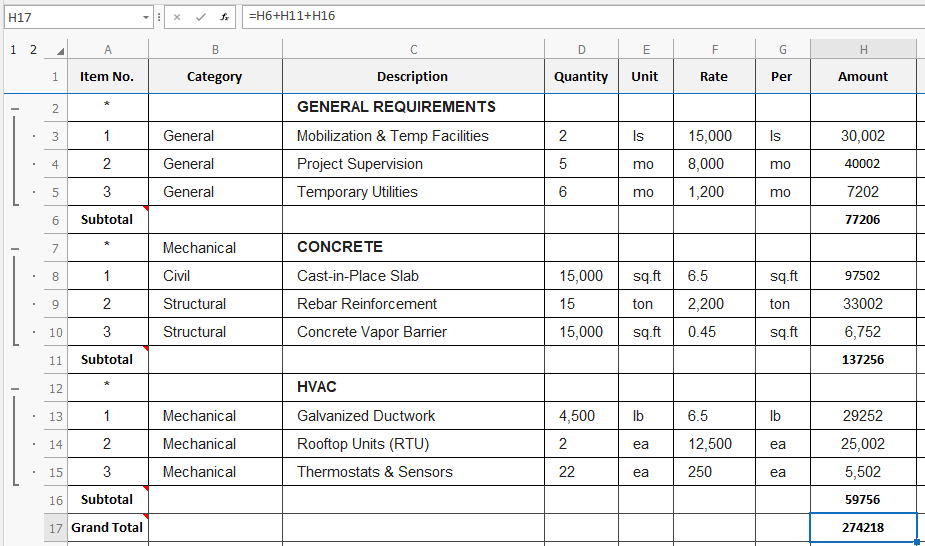 H17 =H6+H11+H16
1 2 A B C D E F G H
1 Item No. Category Description Quantity Unit Rate Per Amount
2 * GENERAL REQUIREMENTS
3 1 General Mobilization & Temp Facilities 2 ls 15,000 ls 30,002
4 2 General Project Supervision 5 mo 8,000 mo 40002
5 3 General Temporary Utilities 6 mo 1,200 mo 7202
6 Subtotal 77206
7 * Mechanical CONCRETE
8 1 Civil Cast-in-Place Slab 15,000 sq.ft 6.5 sq.ft 97502
9 2 Structural Rebar Reinforcement 15 ton 2,200 ton 33002
10 3 Structural Concrete Vapor Barrier 15,000 sq.ft 0.45 sq.ft 6,752
11 Subtotal 137256
12 * HVAC
13 1 Mechanical Galvanized Ductwork 4,500 lb 6.5 lb 29252
14 2 Mechanical Rooftop Units (RTU) 2 ea 12,500 ea 25,002
15 3 Mechanical Thermostats & Sensors 22 ea 250 ea 5,502
16 Subtotal 59756
17 Grand Total 274218